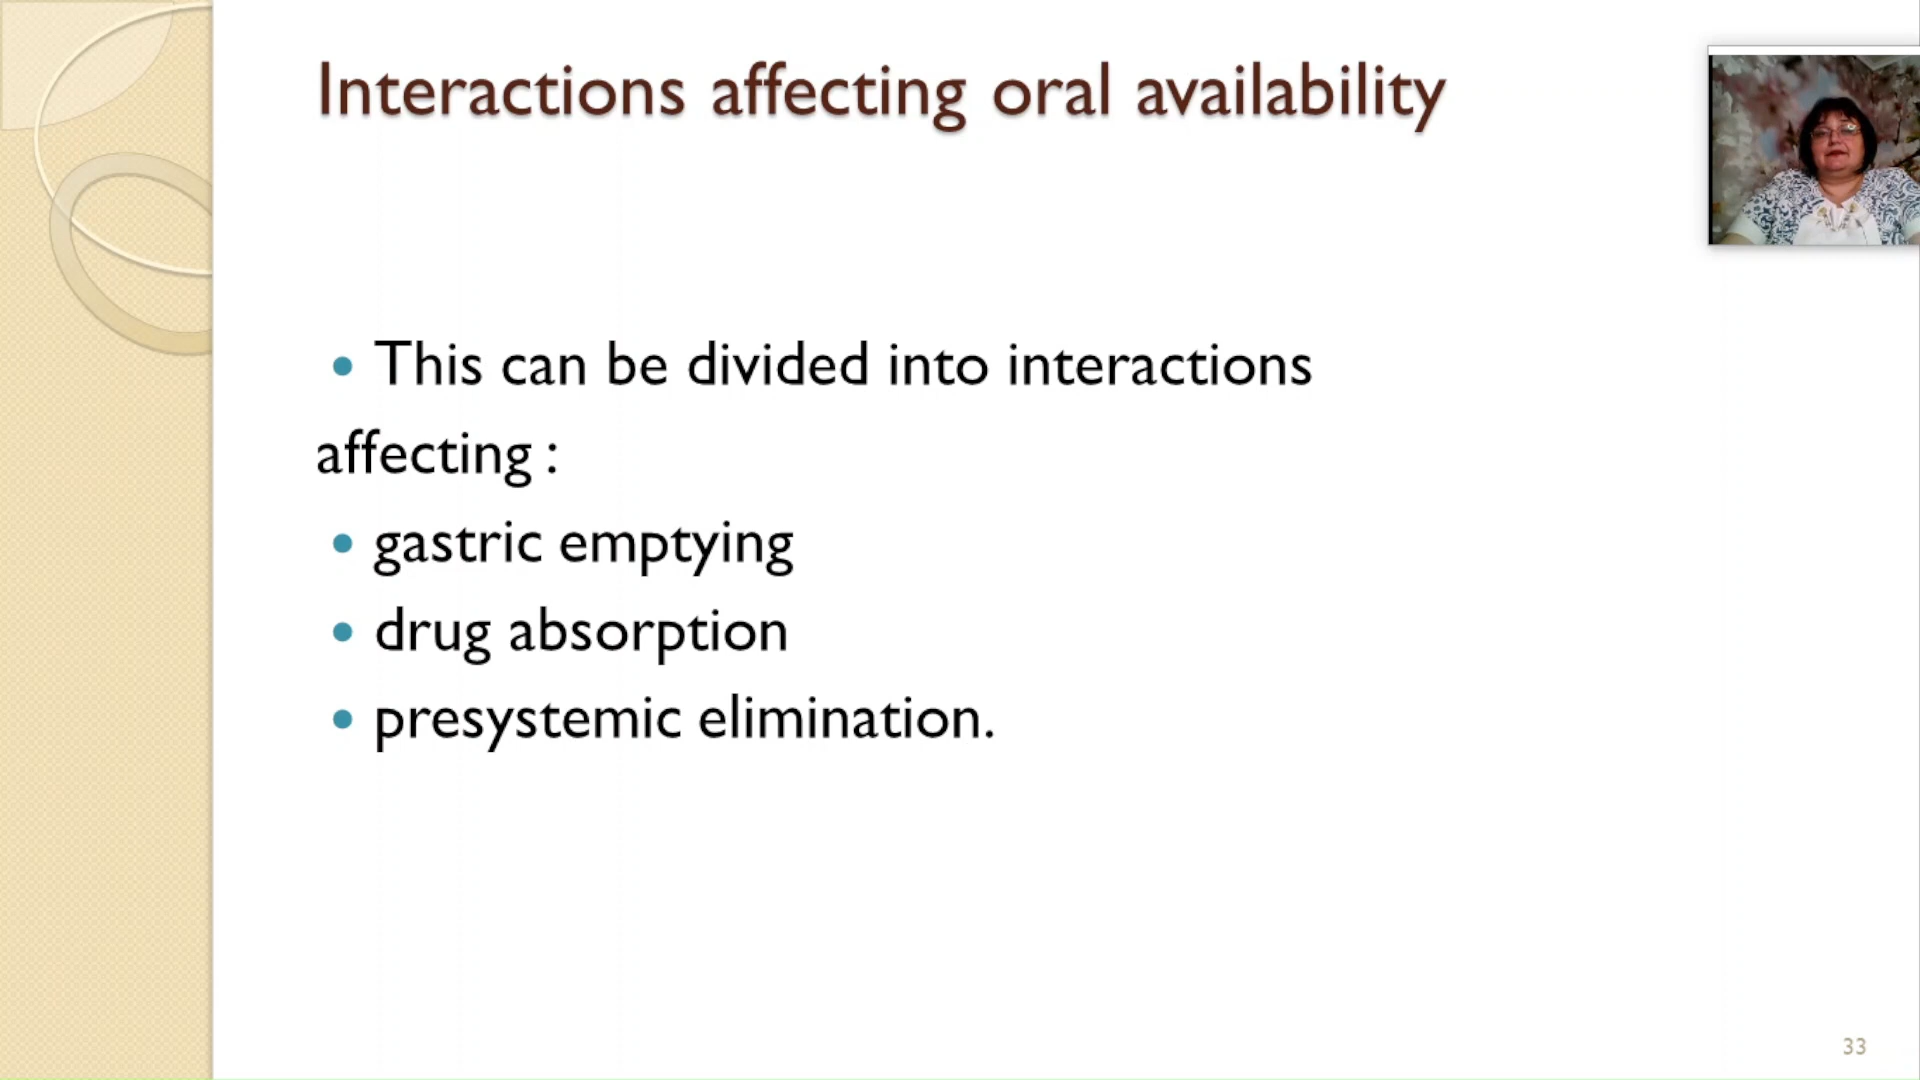 Interactions affecting oral availability
• This can be divided into interactions
affecting :
• gastric emptying
• drug absorption
• presystemic elimination.
33